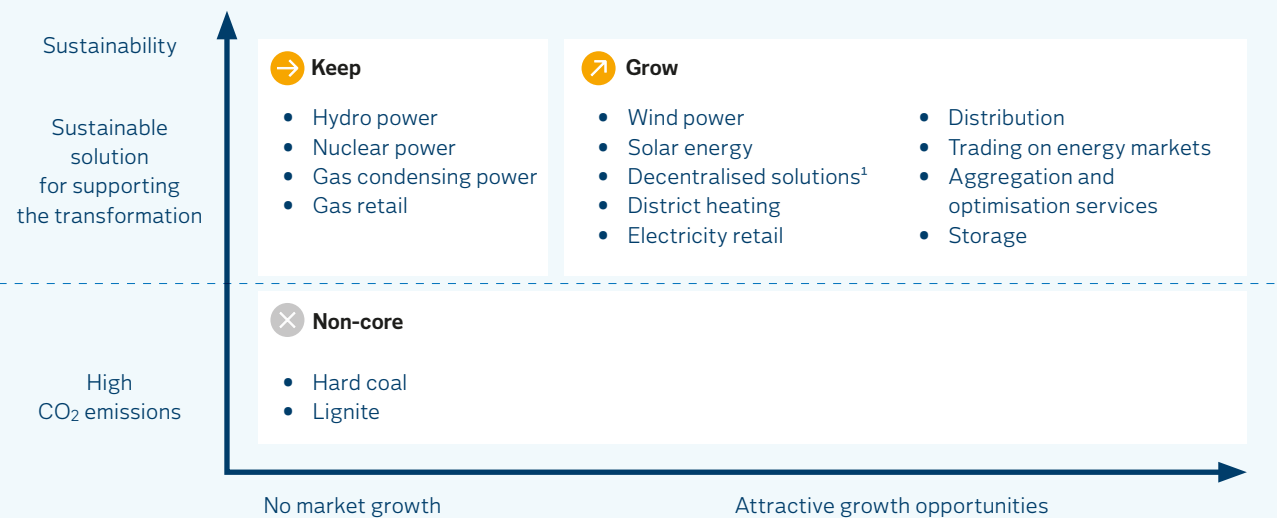 Sustainability
Sustainable
solution
for supporting
the transformation
Keep
• Hydro power
• Nuclear power
• Gas condensing power
• Gas retail
Grow
• Wind power
• Solar energy
• Decentralised solutions¹
• District heating
• Electricity retail
• Distribution
• Trading on energy markets
• Aggregation and
optimisation services
• Storage
High
CO₂ emissions
Non-core
• Hard coal
• Lignite
No market growth
Attractive growth opportunities